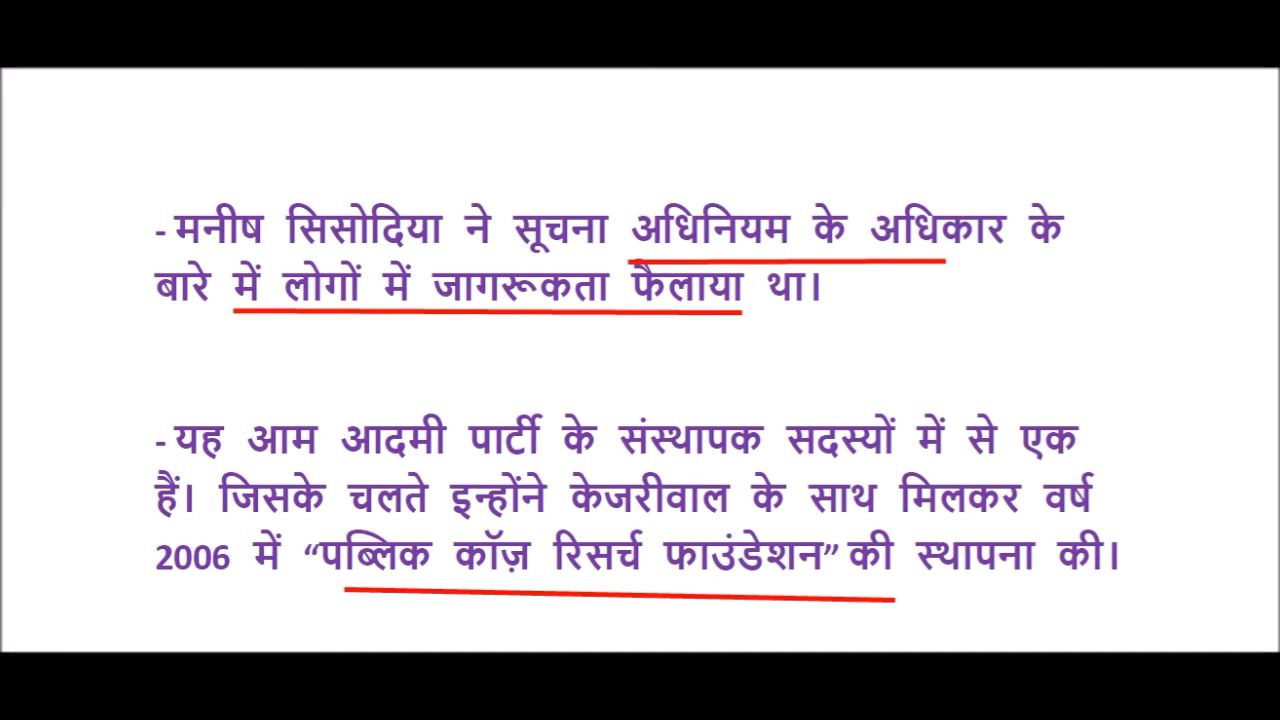 - मनीष सिसोदिया ने सूचना अधिनियम के अधिकार के
बारे में लोगों में जागरूकता फैलाया था।
- यह आम आदमी पार्टी के संस्थापक सदस्यों में से एक
हैं। जिसके चलते इन्होंने केजरीवाल के साथ मिलकर वर्ष
2006 में “पब्लिक कॉज़ रिसर्च फाउंडेशन” की स्थापना की।